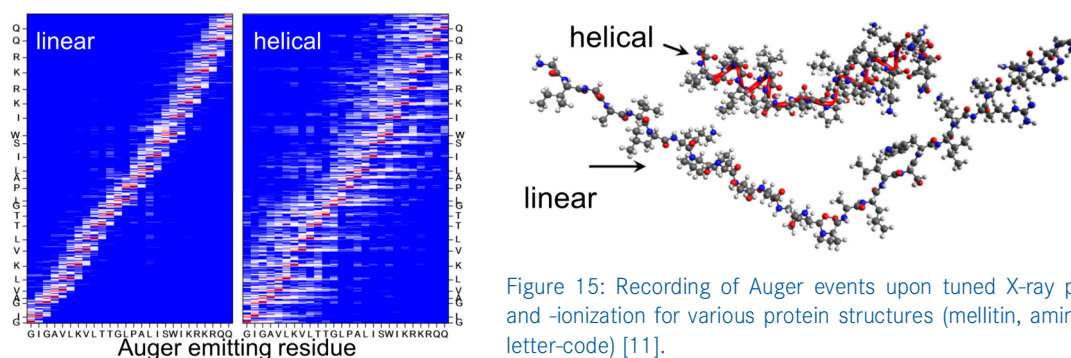 linear
helical
Q
Q
R
K
R
K
I
W
S
I
L
A
P
L
G
T
T
L
V
K
L
V
A
G
I
G
Q
Q
R
K
R
K
I
W
S
I
L
A
P
L
G
T
T
L
V
K
L
V
A
G
I
G
GIGAVLKVLTTGLPALISWIKRKRQQ
GIGAVLKVLTTGLPALISWIKRKRQQ
Auger emitting residue
helical
linear
Figure 15: Recording of Auger events upon tuned X-ray p
and -ionization for various protein structures (mellitin, amin
letter-code) [11].